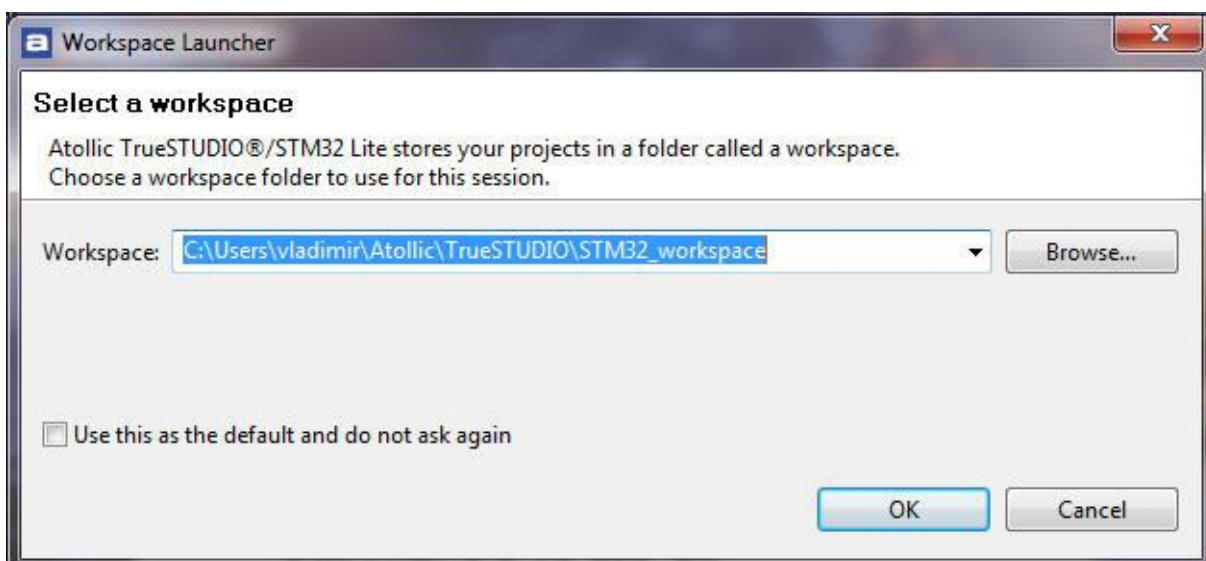 Workspace Launcher
Select a workspace
Atollic TrueSTUDIO®/STM32 Lite stores your projects in a folder called a workspace.
Choose a workspace folder to use for this session.
Workspace: C:\Users\vladimir\Atollic\TrueSTUDIO\STM32_workspace Browse...
Use this as the default and do not ask again
OK Cancel